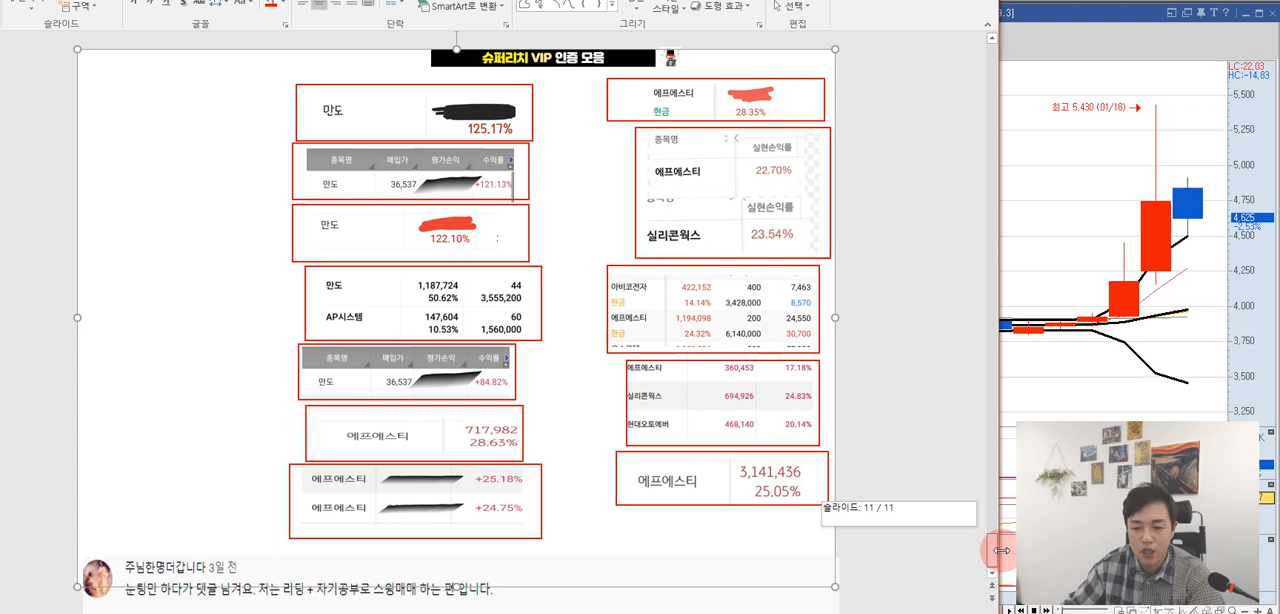 구역
SmartArt로 변환
스타일
도형 효과
선택
슬라이드
글꼴
단락
그리기
편집
슈퍼리치 VIP 인증 모음
만도
125.17%
종목명 매입가 평가손익 수익률
만도 36,537 +121.13%
만도
122.10%
만도 1,187,724 44
50.62% 3,555,200
AP시스템 147,604 60
10.53% 1,560,000
종목명 매입가 평가손익 수익률
만도 36,537 +84.82%
에프에스티 717,982
28.63%
에프에스티 +25.18%
에프에스티 +24.75%
에프에스티
현금 28.35%
종목명 실현손익률
에프에스티 22.70%
실현손익률
실리콘웍스 23.54%
아비코전자 422,152 400 7,463
현금 14.14% 3,428,000 8,570
에프에스티 1,194,098 200 24,550
현금 24.32% 6,140,000 30,700
에프에스티 360,453 17.18%
실리콘웍스 694,926 24.83%
현대오토에버 468,140 20.14%
에프에스티 3,141,436
25.05%
슬라이드: 11 / 11
주님한명더갑니다 3일 전
눈팅만 하다가 댓글 남겨요. 저는 리딩 + 자기공부로 스윙매매 하는 편입니다.
LC:22.03
HC:-14.83
최고 5,430 (01/18)
5,500
5,250
5,000
4,750
4,625
-2.53%
4,500
4,250
4,000
3,750
3,500
3,250